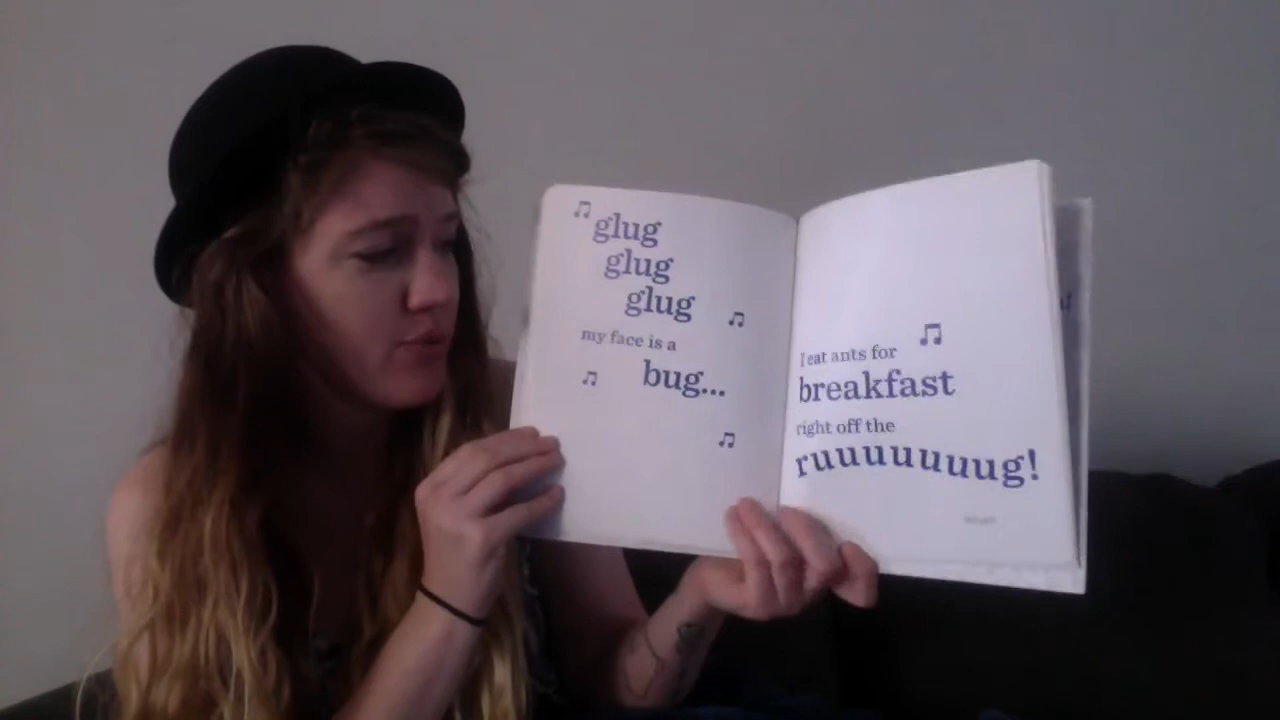 glug
glug
glug
my face is a
bug...
I eat ants for
breakfast
right off the
ruuuuuuug!